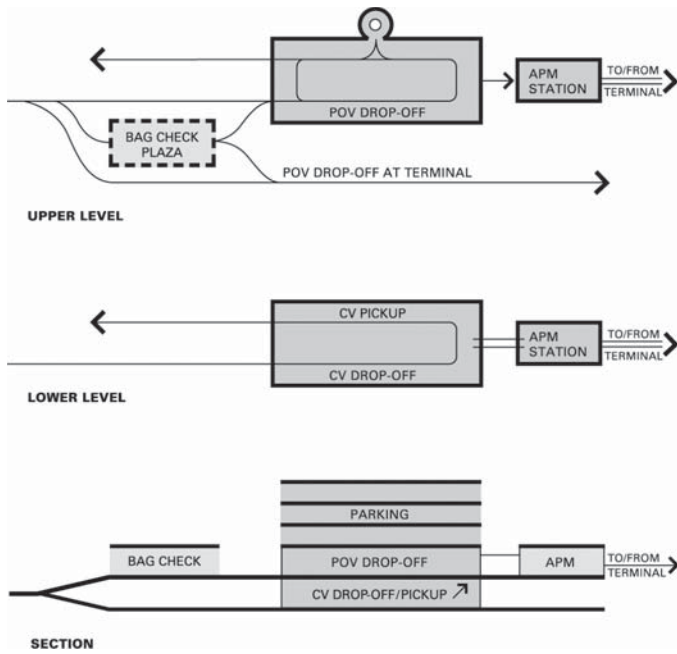 POV DROP-OFF
APM
STATION
TO/FROM
TERMINAL
BAG CHECK
PLAZA
POV DROP-OFF AT TERMINAL
UPPER LEVEL
CV PICKUP
CV DROP-OFF
APM
STATION
TO/FROM
TERMINAL
LOWER LEVEL
PARKING
BAG CHECK
POV DROP-OFF
APM
TO/FROM
TERMINAL
CV DROP-OFF/PICKUP
SECTION